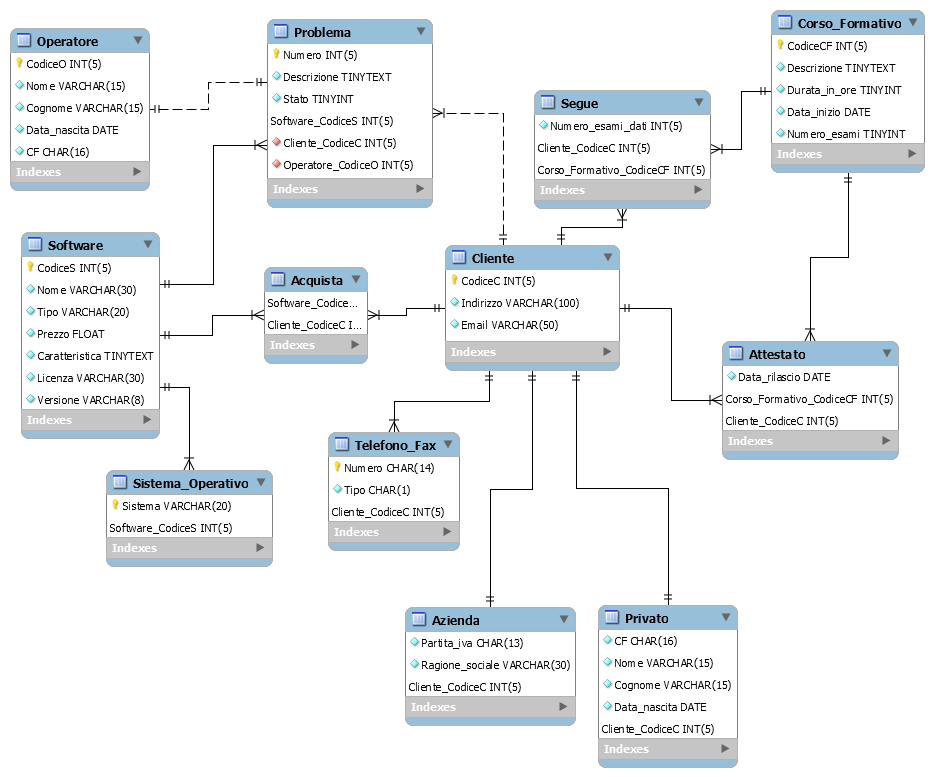 Operatore
CodiceO INT(5)
Nome VARCHAR(15)
Cognome VARCHAR(15)
Data_nascita DATE
CF CHAR(16)
Indexes
Problema
Numero INT(5)
Descrizione TINYTEXT
Stato TINYINT
Software_CodiceS INT(5)
Cliente_CodiceC INT(5)
Operatore_CodiceO INT(5)
Indexes
Segue
Numero_esami_dati INT(5)
Cliente_CodiceC INT(5)
Corso_Formativo_CodiceCF INT(5)
Indexes
Corso_Formativo
CodiceCF INT(5)
Descrizione TINYTEXT
Durata_in_ore TINYINT
Data_inizio DATE
Numero_esami TINYINT
Indexes
Software
CodiceS INT(5)
Nome VARCHAR(30)
Tipo VARCHAR(20)
Prezzo FLOAT
Caratteristica TINYTEXT
Licenza VARCHAR(30)
Versione VARCHAR(8)
Indexes
Acquista
Software_Codice...
Cliente_CodiceC I...
Indexes
Cliente
CodiceC INT(5)
Indirizzo VARCHAR(100)
Email VARCHAR(50)
Indexes
Attestato
Data_rilascio DATE
Corso_Formativo_CodiceCF INT(5)
Cliente_CodiceC INT(5)
Indexes
Sistema_Operativo
Sistema VARCHAR(20)
Software_CodiceS INT(5)
Indexes
Telefono_Fax
Numero CHAR(14)
Tipo CHAR(1)
Cliente_CodiceC INT(5)
Indexes
Azienda
Partita_iva CHAR(13)
Ragione_sociale VARCHAR(30)
Cliente_CodiceC INT(5)
Indexes
Privato
CF CHAR(16)
Nome VARCHAR(15)
Cognome VARCHAR(15)
Data_nascita DATE
Cliente_CodiceC INT(5)
Indexes